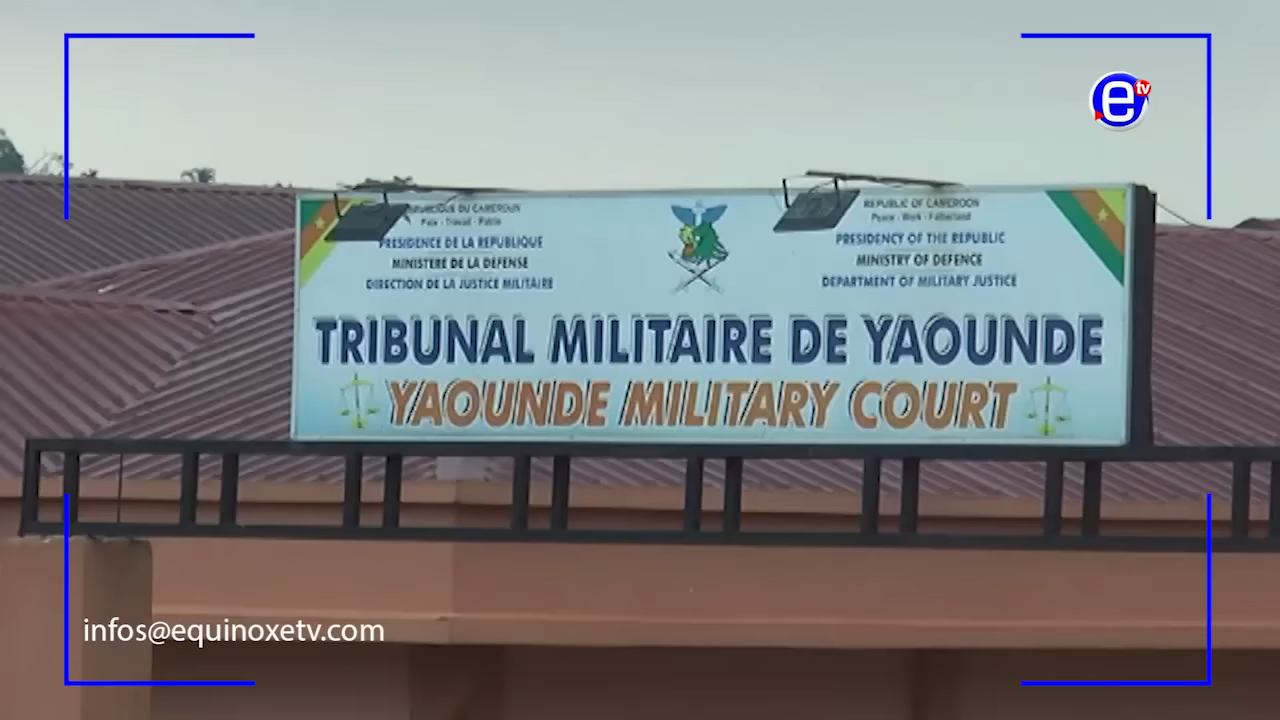 e tv
REPUBLIQUE DU CAMEROUN
Paix - Travail - Patrie
PRESIDENCE DE LA REPUBLIQUE
MINISTERE DE LA DEFENSE
DIRECTION DE LA JUSTICE MILITAIRE
REPUBLIC OF CAMEROON
Peace - Work - Fatherland
PRESIDENCY OF THE REPUBLIC
MINISTRY OF DEFENCE
DEPARTMENT OF MILITARY JUSTICE
TRIBUNAL MILITAIRE DE YAOUNDE
YAOUNDE MILITARY COURT
infos@equinoxetv.com